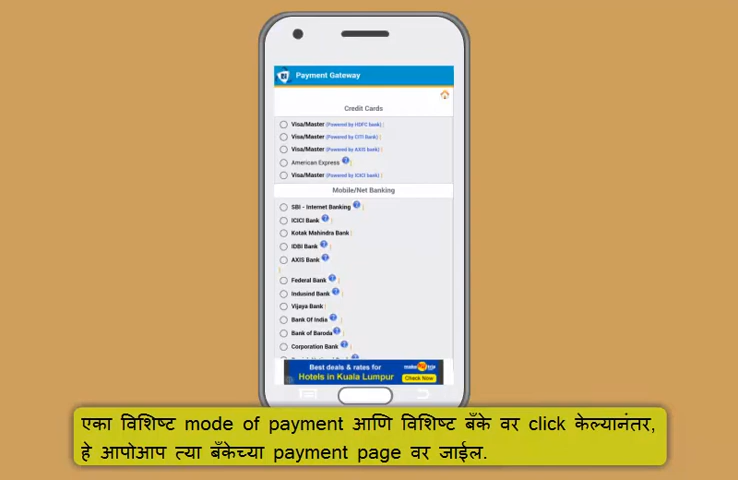 Payment Gateway
Credit Cards
Visa/Master (Powered by HDFC bank) |
Visa/Master (Powered by CITI Bank) |
Visa/Master (Powered by AXIS bank) |
American Express |
Visa/Master (Powered by ICICI bank) |
Mobile/Net Banking
SBI - Internet Banking |
ICICI Bank |
Kotak Mahindra Bank |
IDBI Bank |
AXIS Bank
|
Federal Bank |
Indusind Bank |
Vijaya Bank |
Bank Of India |
Bank of Baroda |
Corporation Bank |
Best deals & rates for
Hotels in Kuala Lumpur
make my trip
Check Now
एका विशिष्ट mode of payment आणि विशिष्ट बँके वर click केल्यानंतर,
हे आपोआप त्या बँकेच्या payment page वर जाईल.